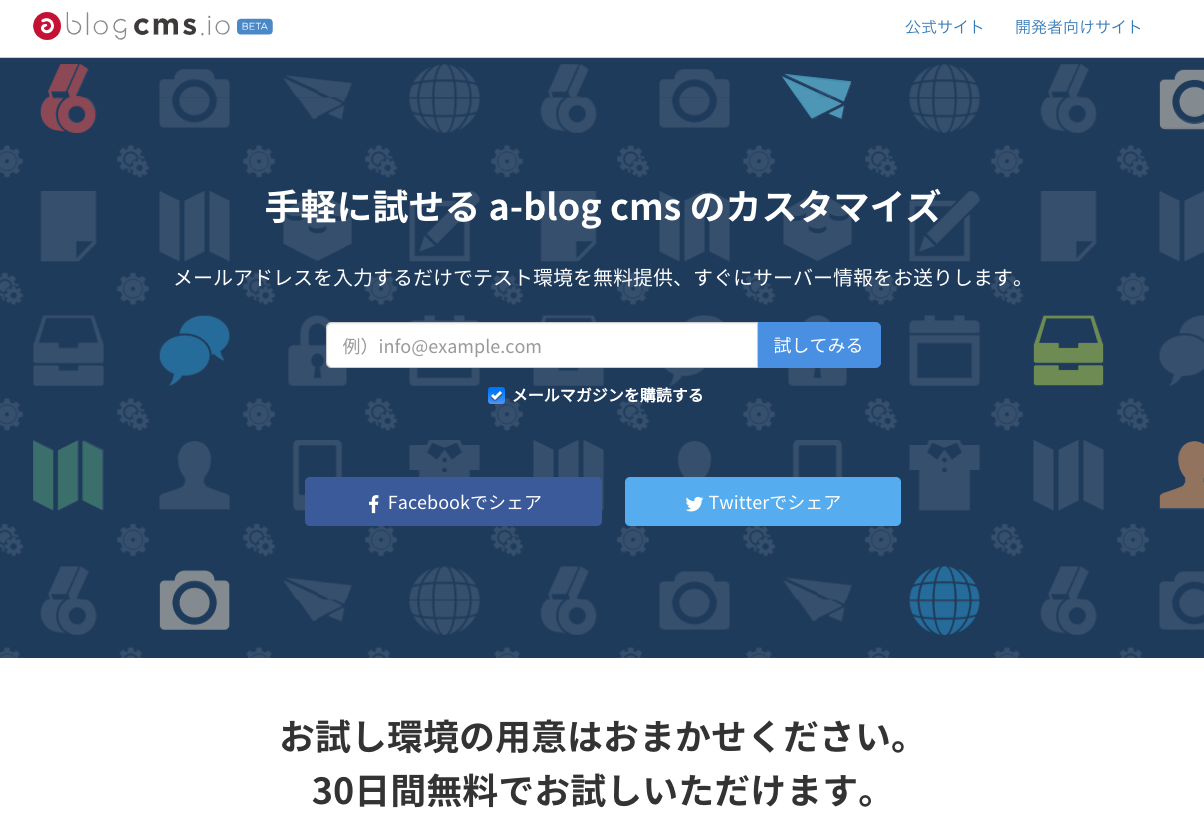 a blog cms.io BETA
公式サイト 開発者向けサイト
手軽に試せる a-blog cms のカスタマイズ
メールアドレスを入力するだけでテスト環境を無料提供、すぐにサーバー情報をお送りします。
例）info@example.com 試してみる
メールマガジンを購読する
Facebookでシェア Twitterでシェア
お試し環境の用意はおまかせください。
30日間無料でお試しいただけます。